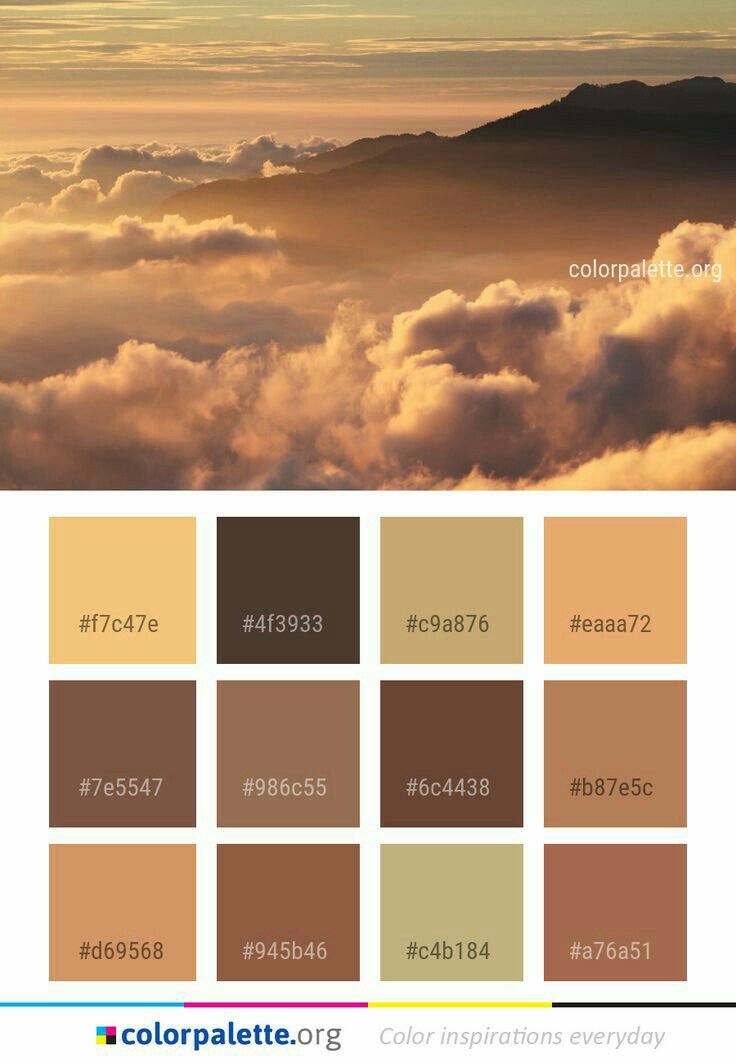 colorpalette.org
#f7c47e #4f3933 #c9a876 #eaaa72
#7e5547 #986c55 #6c4438 #b87e5c
#d69568 #945b46 #c4b184 #a76a51
colorpalette.org Color inspirations everyday